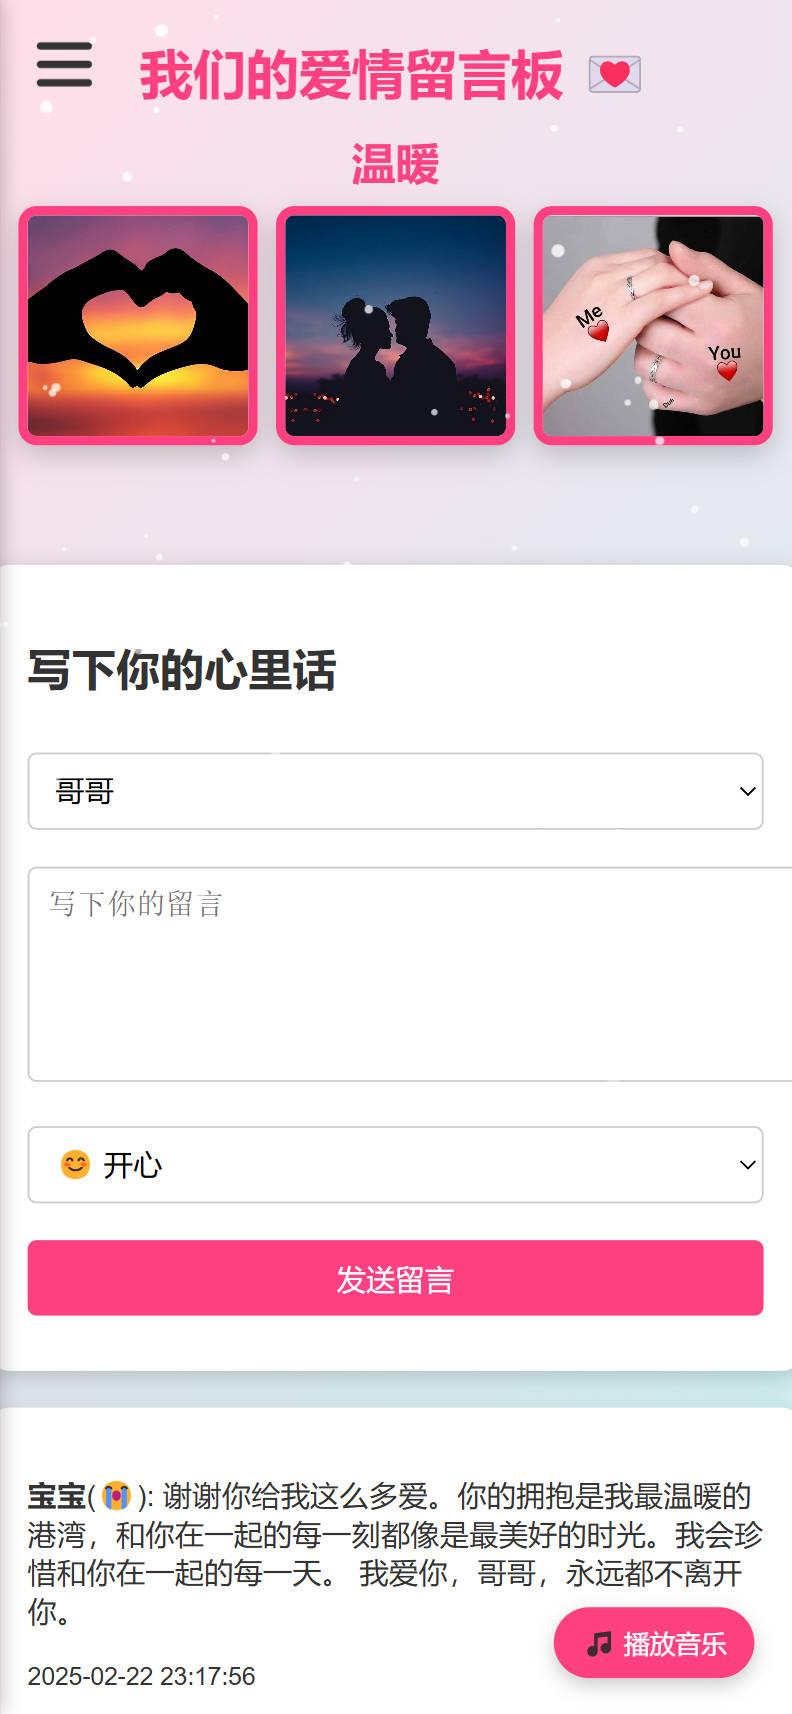 我们的爱情留言板 💌
温暖
Me
You
写下你的心里话
哥哥
写下你的留言
😊 开心
发送留言
宝宝(😭): 谢谢你给我这么多爱。你的拥抱是我最温暖的
港湾，和你在一起的每一刻都像是最美好的时光。我会珍
惜和你在一起的每一天。 我爱你，哥哥，永远都不离开
你。
🎵 播放音乐
2025-02-22 23:17:56